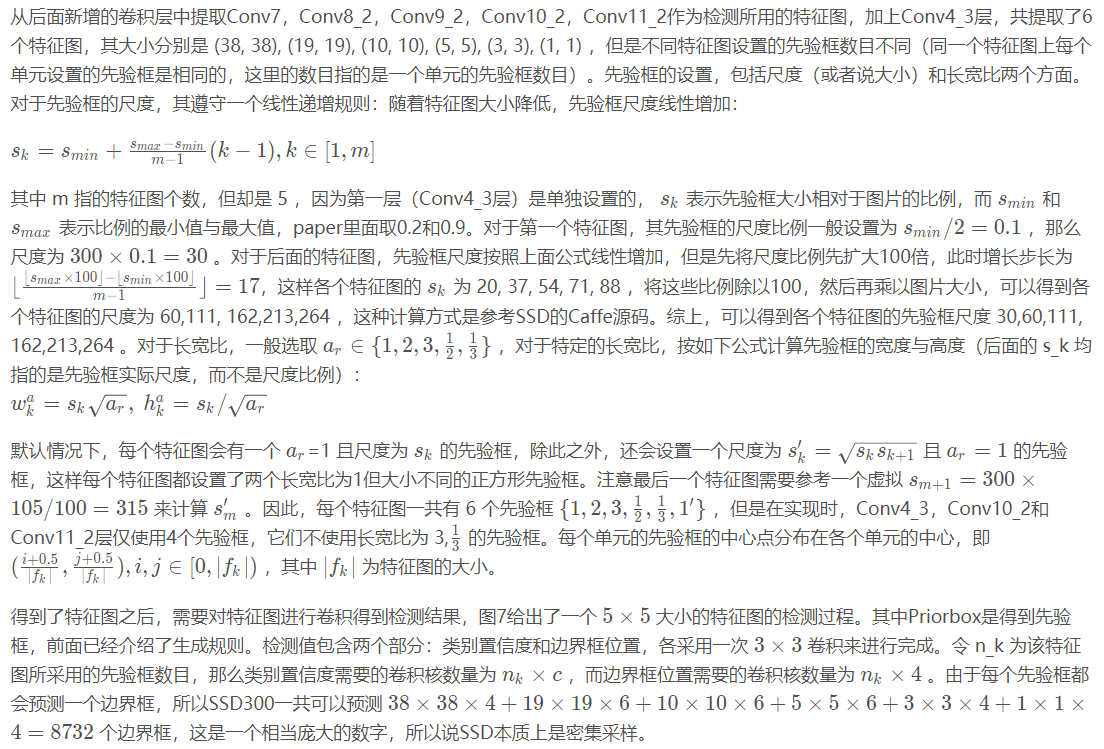 从后面新增的卷积层中提取Conv7，Conv8_2，Conv9_2，Conv10_2，Conv11_2作为检测所用的特征图，加上Conv4_3层，共提取了6
个特征图，其大小分别是 (38, 38), (19, 19), (10, 10), (5, 5), (3, 3), (1, 1) ，但是不同特征图设置的先验框数目不同（同一个特征图上每个
单元设置的先验框是相同的，这里的数目指的是一个单元的先验框数目）。先验框的设置，包括尺度（或者说大小）和长宽比两个方面。
对于先验框的尺度，其遵守一个线性递增规则：随着特征图大小降低，先验框尺度线性增加：
$s_k = s_{min} + \frac{s_{max}-s_{min}}{m-1}(k-1), k \in [1, m]$
其中 m 指的特征图个数，但却是 5 ，因为第一层（Conv4_3层）是单独设置的， $s_k$ 表示先验框大小相对于图片的比例，而 $s_{min}$ 和
$s_{max}$ 表示比例的最小值与最大值，paper里面取0.2和0.9。对于第一个特征图，其先验框的尺度比例一般设置为 $s_{min}/2 = 0.1$ ，那么
尺度为 $300 \times 0.1 = 30$ 。对于后面的特征图，先验框尺度按照上面公式线性增加，但是先将尺度比例先扩大100倍，此时增长步长为
$\lfloor \frac{\lfloor s_{max} \times 100 \rfloor - \lfloor s_{min} \times 100 \rfloor}{m-1} \rfloor = 17$，这样各个特征图的 $s_k$ 为 20, 37, 54, 71, 88 ，将这些比例除以100，然后再乘以图片大小，可以得到各
个特征图的尺度为 60,111, 162,213,264 ，这种计算方式是参考SSD的Caffe源码。综上，可以得到各个特征图的先验框尺度 30,60,111,
162,213,264 。对于长宽比，一般选取 $a_r \in \{1, 2, 3, \frac{1}{2}, \frac{1}{3}\}$ ，对于特定的长宽比，按如下公式计算先验框的宽度与高度（后面的 s_k 均
指的是先验框实际尺度，而不是尺度比例）：
$w_k^a = s_k\sqrt{a_r}, \ h_k^a = s_k/\sqrt{a_r}$
默认情况下，每个特征图会有一个 $a_r$ =1 且尺度为 $s_k$ 的先验框，除此之外，还会设置一个尺度为 $s_k' = \sqrt{s_k s_{k+1}}$ 且 $a_r = 1$ 的先验
框，这样每个特征图都设置了两个长宽比为1但大小不同的正方形先验框。注意最后一个特征图需要参考一个虚拟 $s_{m+1} = 300 \times$
$105/100 = 315$ 来计算 $s_m'$ 。因此，每个特征图一共有 6 个先验框 $\{1, 2, 3, \frac{1}{2}, \frac{1}{3}, 1'\}$ ，但是在实现时，Conv4_3，Conv10_2和
Conv11_2层仅使用4个先验框，它们不使用长宽比为 $3, \frac{1}{3}$ 的先验框。每个单元的先验框的中心点分布在各个单元的中心，即
$(\frac{i+0.5}{|f_k|}, \frac{j+0.5}{|f_k|}), i, j \in [0, |f_k|)$ ，其中 $|f_k|$ 为特征图的大小。
得到了特征图之后，需要对特征图进行卷积得到检测结果，图7给出了一个 $5 \times 5$ 大小的特征图的检测过程。其中Priorbox是得到先验
框，前面已经介绍了生成规则。检测值包含两个部分：类别置信度和边界框位置，各采用一次 $3 \times 3$ 卷积来进行完成。令 n_k 为该特征
图所采用的先验框数目，那么类别置信度需要的卷积核数量为 $n_k \times c$ ，而边界框位置需要的卷积核数量为 $n_k \times 4$ 。由于每个先验框都
会预测一个边界框，所以SSD300一共可以预测 $38 \times 38 \times 4 + 19 \times 19 \times 6 + 10 \times 10 \times 6 + 5 \times 5 \times 6 + 3 \times 3 \times 4 + 1 \times 1 \times$
$4 = 8732$ 个边界框，这是一个相当庞大的数字，所以说SSD本质上是密集采样。